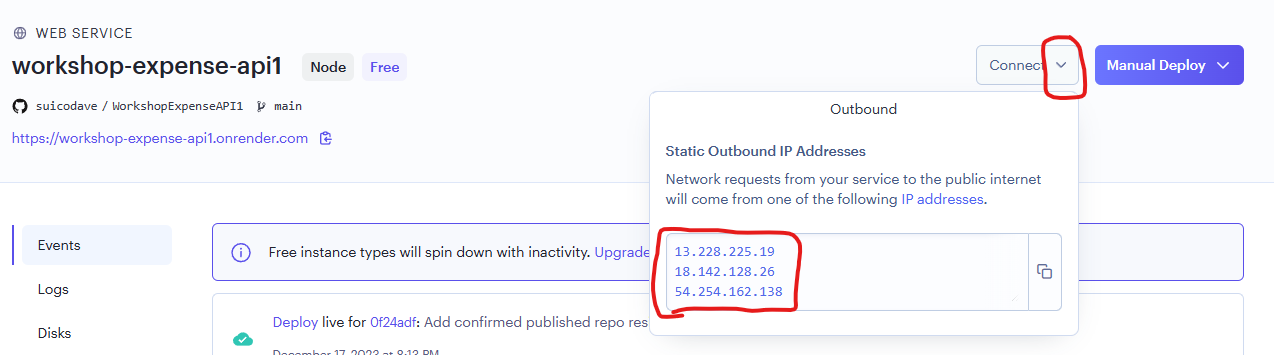 WEB SERVICE
workshop-expense-api1 Node Free
Connect Manual Deploy
suicodave / WorkshopExpenseAPI1 main
https://workshop-expense-api1.onrender.com
Outbound
Static Outbound IP Addresses
Network requests from your service to the public internet
will come from one of the following IP addresses.
13.228.225.19
18.142.128.26
54.254.162.138
Events
Logs
Disks
Free instance types will spin down with inactivity. Upgrade
Deploy live for 0f24adf: Add confirmed published repo res
December 17, 2023 at 8:13 PM